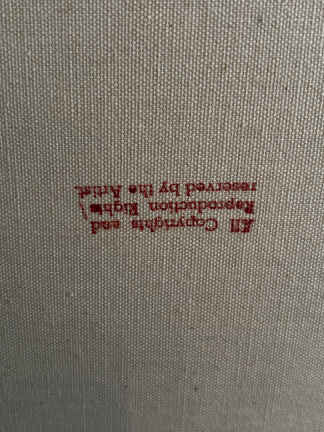 All Copyrights and
Reproduction Rights
reserved by the Artist